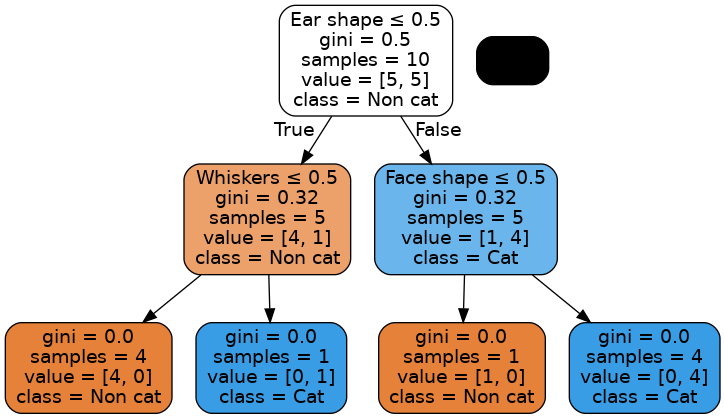 Ear shape ≤ 0.5
gini = 0.5
samples = 10
value = [5, 5]
class = Non cat
True
False
Whiskers ≤ 0.5
gini = 0.32
samples = 5
value = [4, 1]
class = Non cat
Face shape ≤ 0.5
gini = 0.32
samples = 5
value = [1, 4]
class = Cat
gini = 0.0
samples = 4
value = [4, 0]
class = Non cat
gini = 0.0
samples = 1
value = [0, 1]
class = Cat
gini = 0.0
samples = 1
value = [1, 0]
class = Non cat
gini = 0.0
samples = 4
value = [0, 4]
class = Cat